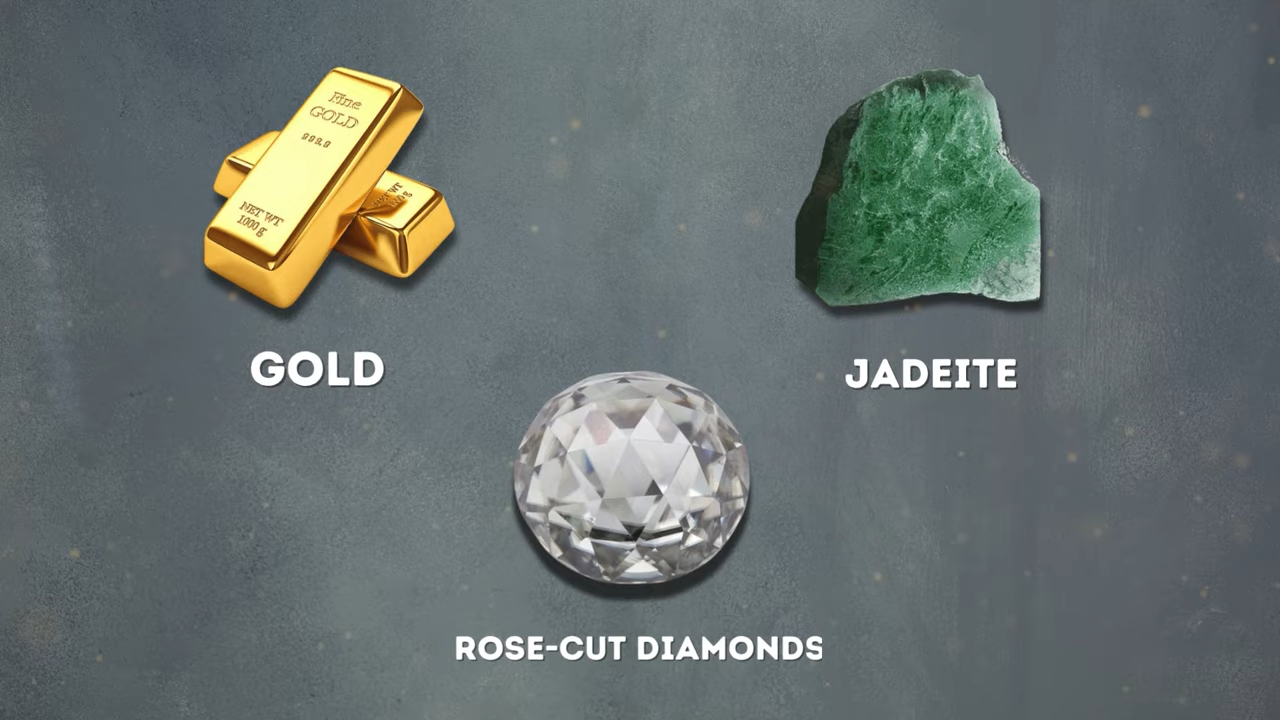 Fine
GOLD
999.9
NET WT
1000 g
GOLD
JADEITE
ROSE-CUT DIAMONDS